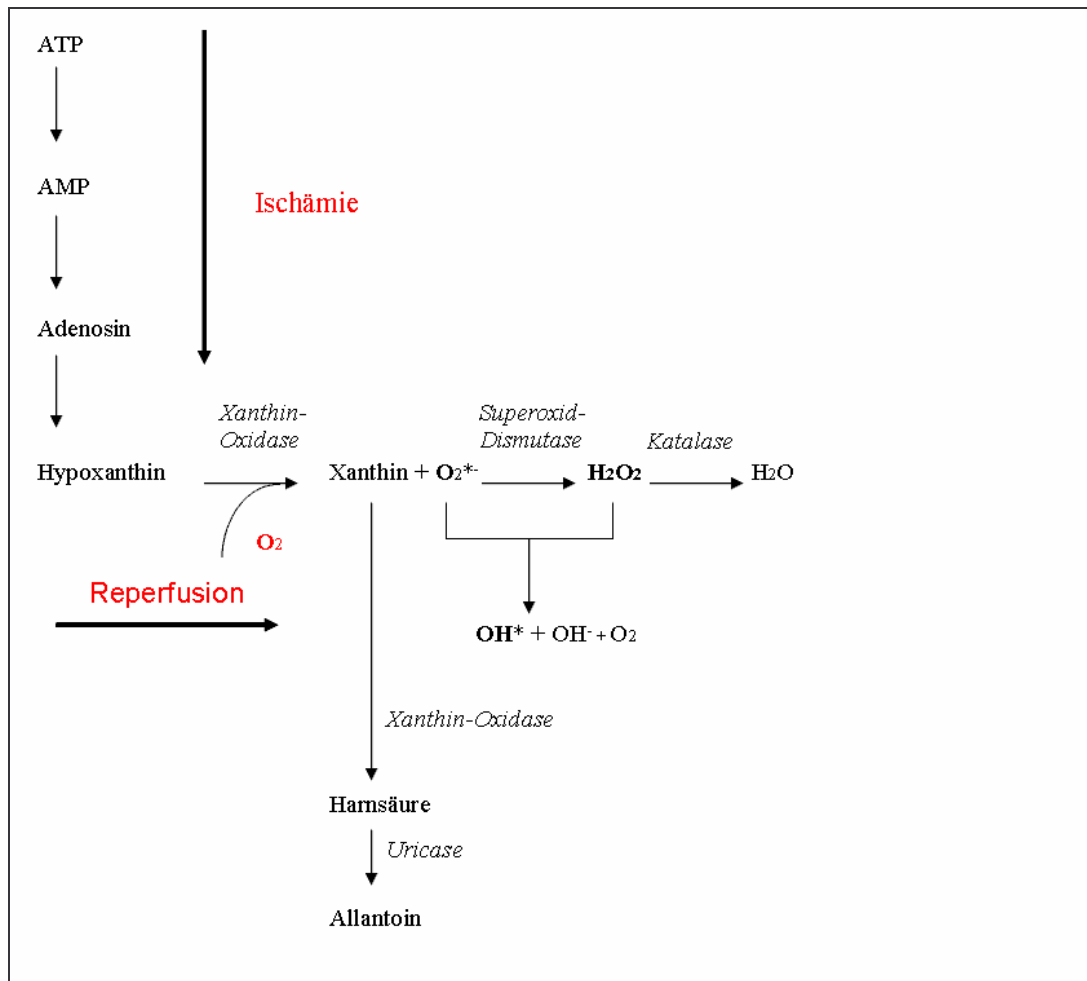 ATP
AMP
Ischämie
Adenosin
Xanthin-
Oxidase
Superoxid-
Dismutase
Katalase
Hypoxanthin
Xanthin + O2*-
H2O2
H2O
O2
Reperfusion
OH* + OH- + O2
Xanthin-Oxidase
Harnsäure
Uricase
Allantoin